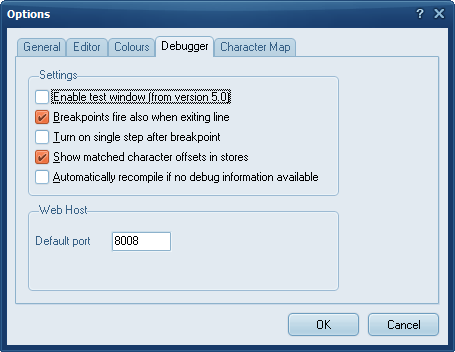 Options
General Editor Colours Debugger Character Map
Settings
Enable test window (from version 5.0)
Breakpoints fire also when exiting line
Turn on single step after breakpoint
Show matched character offsets in stores
Automatically recompile if no debug information available
Web Host
Default port 8008
OK Cancel